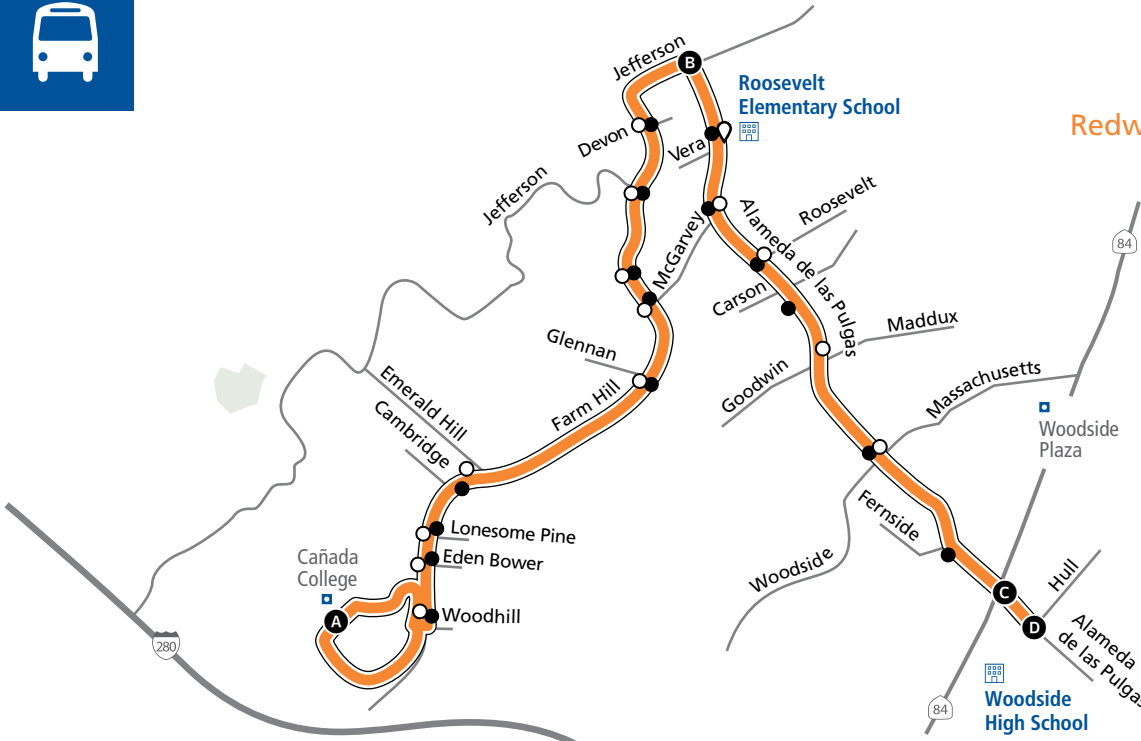 Jefferson
B
Roosevelt
Elementary School
Redw
Devon
Vera
Jefferson
Roosevelt
Alameda de las Pulgas
McGarvey
84
Carson
Maddux
Glennan
Goodwin
Massachusetts
Emerald Hill
Farm Hill
Cambridge
Woodside
Plaza
Fernside
Lonesome Pine
Cañada
College
Eden Bower
Woodside
Hull
C
A
Woodhill
D
Alameda
de las Pulgas
280
Woodside
High School
84